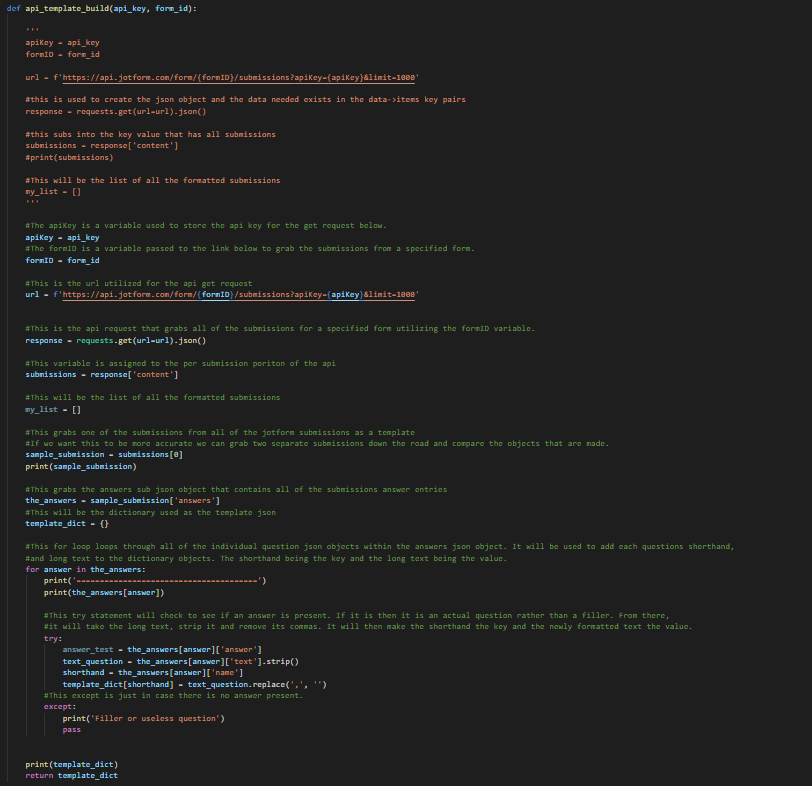 def api_template_build(api_key, form_id):
'''
apiKey = api_key
formID = form_id
url = f'https://api.jotform.com/form/{formID}/submissions?apiKey={apiKey}&limit=1000'
#this is used to create the json object and the data needed exists in the data->items key pairs
response = requests.get(url=url).json()
#this subs into the key value that has all submissions
submissions = response['content']
#print(submissions)
#This will be the list of all the formatted submissions
my_list = []
'''
#The apiKey is a variable used to store the api key for the get request below.
apiKey = api_key
#The formID is a variable passed to the link below to grab the submissions from a specified form.
formID = form_id
#This is the url utilized for the api get request
url = f'https://api.jotform.com/form/{formID}/submissions?apiKey={apiKey}&limit=1000'
#This is the api request that grabs all of the submissions for a specified form utilizing the formID variable.
response = requests.get(url=url).json()
#This variable is assigned to the per submission poriton of the api
submissions = response['content']
#This will be the list of all the formatted submissions
my_list = []
#This grabs one of the submissions from all of the jotform submissions as a template
#If we want this to be more accurate we can grab two separate submissions down the road and compare the objects that are made.
sample_submission = submissions[0]
print(sample_submission)
#This grabs the answers sub json object that contains all of the submissions answer entries
the_answers = sample_submission['answers']
#This will be the dictionary used as the template json
template_dict = {}
#This for loop loops through all of the individual question json objects within the answers json object. It will be used to add each questions shorthand,
#and long text to the dictionary objects. The shorthand being the key and the long text being the value.
for answer in the_answers:
print('=======================================')
print(the_answers[answer])
#This try statement will check to see if an answer is present. If it is then it is an actual question rather than a filler. From there,
#it will take the long text, strip it and remove its commas. It will then make the shorthand the key and the newly formatted text the value.
try:
answer_test = the_answers[answer]['answer']
text_question = the_answers[answer]['text'].strip()
shorthand = the_answers[answer]['name']
template_dict[shorthand] = text_question.replace(',', '')
#This except is just in case there is no answer present.
except:
print('Filler or useless question')
pass
print(template_dict)
return template_dict